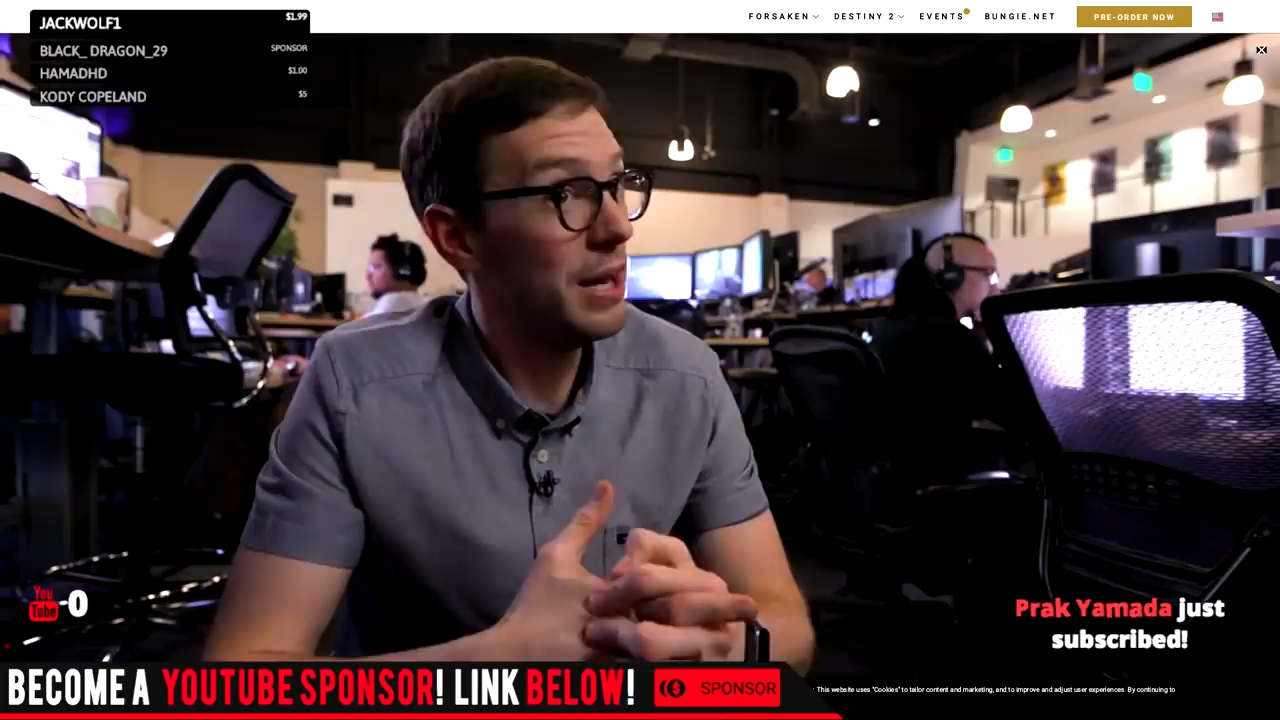 JACKWOLF1 $1.99
BLACK_DRAGON_29 SPONSOR
HAMADHD $1.00
KODY COPELAND $5
FORSAKEN DESTINY 2 EVENTS BUNGIE.NET PRE-ORDER NOW
You
Tube -0
Prak Yamada just
subscribed!
BECOME A YOUTUBE SPONSOR! LINK BELOW! SPONSOR
This website uses "Cookies" to tailor content and marketing, and to improve and adjust user experiences. By continuing to